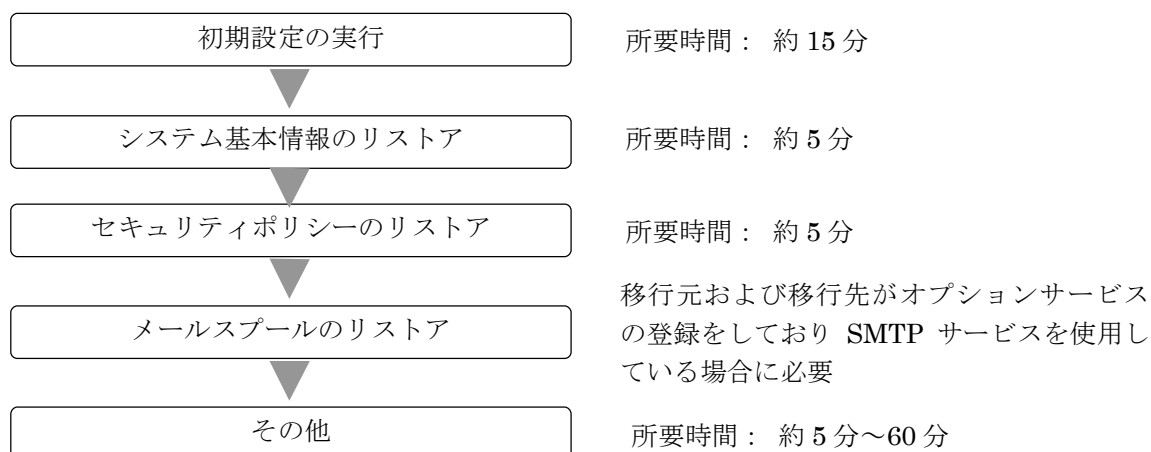 初期設定の実行
所要時間： 約 15 分
システム基本情報のリストア
所要時間： 約 5 分
セキュリティポリシーのリストア
所要時間： 約 5 分
メールスプールのリストア
移行元および移行先がオプションサービス
の登録をしており SMTP サービスを使用し
ている場合に必要
その他
所要時間： 約 5 分～60 分